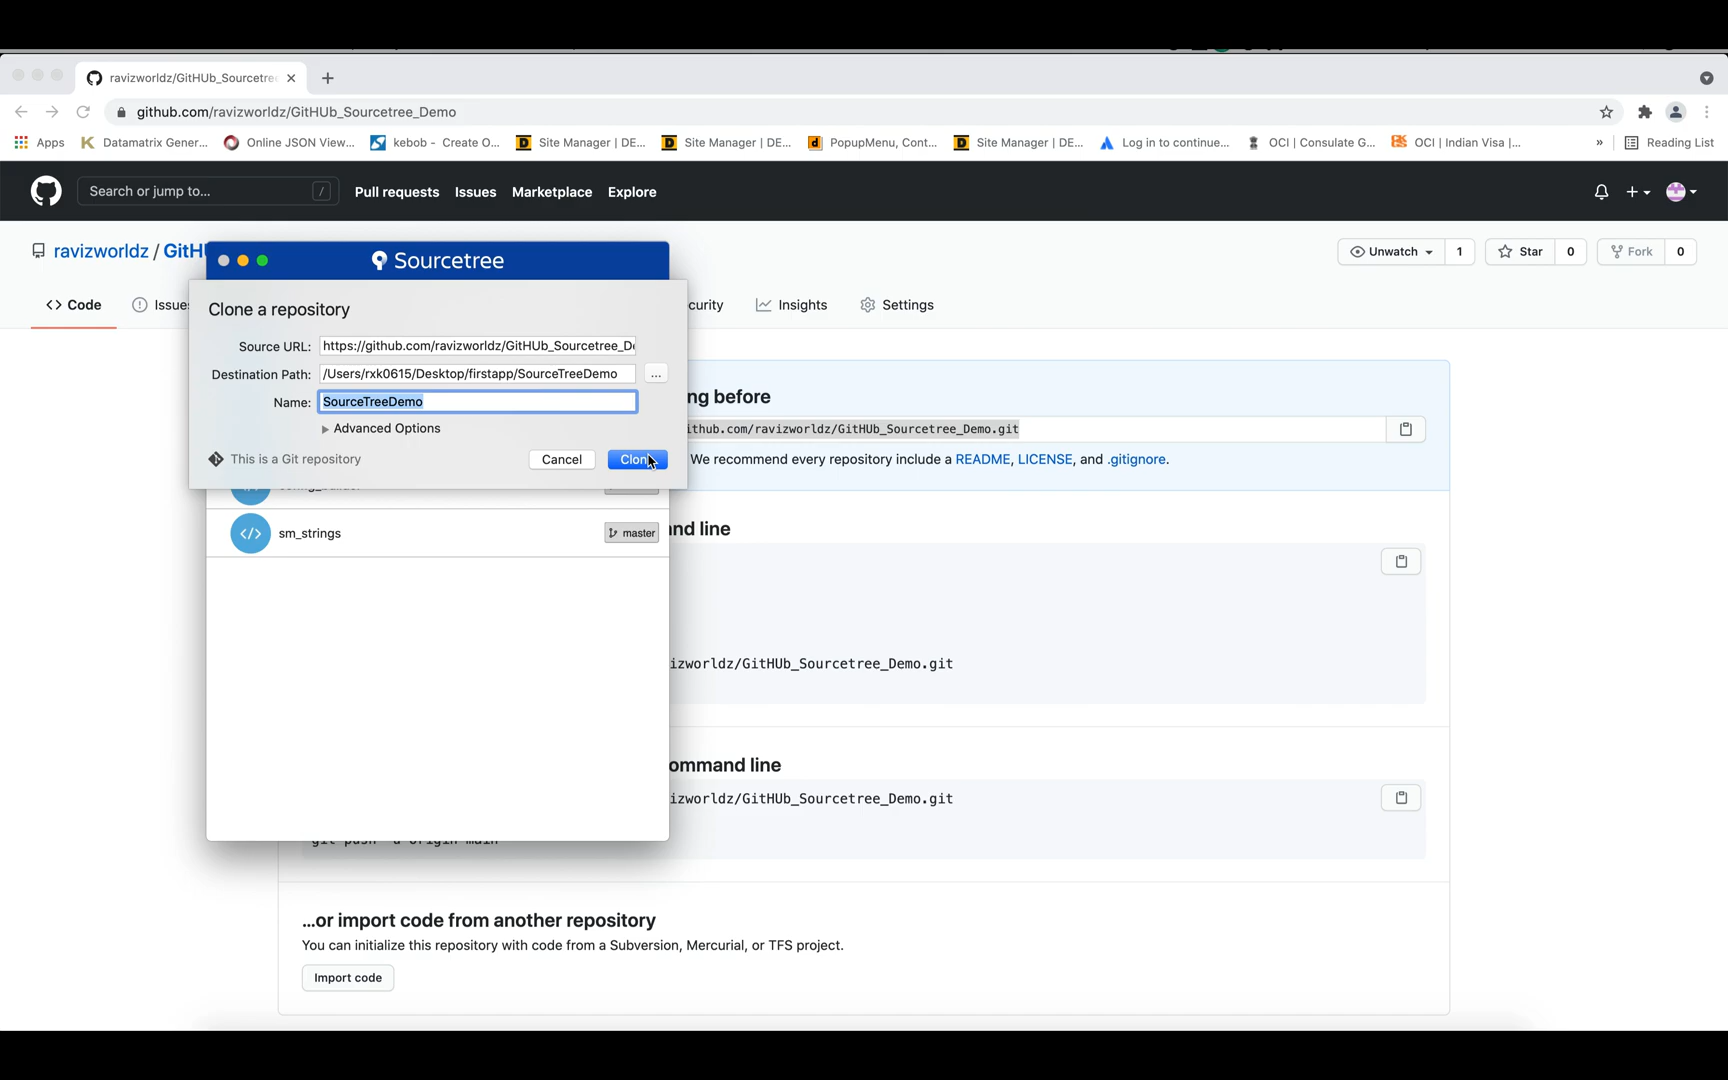 ravizworldz/GitHUb_Sourcetre
github.com/ravizworldz/GitHUb_Sourcetree_Demo
Apps Datamatrix Gener... Online JSON View... kebob - Create O... Site Manager | DE... Site Manager | DE... PopupMenu, Cont... Site Manager | DE... Log in to continue... OCI | Consulate G... OCI | Indian Visa |... » Reading List
Search or jump to... / Pull requests Issues Marketplace Explore
ravizworldz / GitHU
Unwatch 1 Star 0 Fork 0
Sourcetree
<> Code Issues curity Insights Settings
Clone a repository
Source URL: https://github.com/ravizworldz/GitHUb_Sourcetree_De
Destination Path: /Users/rxk0615/Desktop/firstapp/SourceTreeDemo ...
Name: SourceTreeDemo
Advanced Options
This is a Git repository Cancel Clon
ng before
ithub.com/ravizworldz/GitHUb_Sourcetree_Demo.git
We recommend every repository include a README, LICENSE, and .gitignore.
sm_strings master
nd line
izworldz/GitHUb_Sourcetree_Demo.git
ommand line
izworldz/GitHUb_Sourcetree_Demo.git
...or import code from another repository
You can initialize this repository with code from a Subversion, Mercurial, or TFS project.
Import code